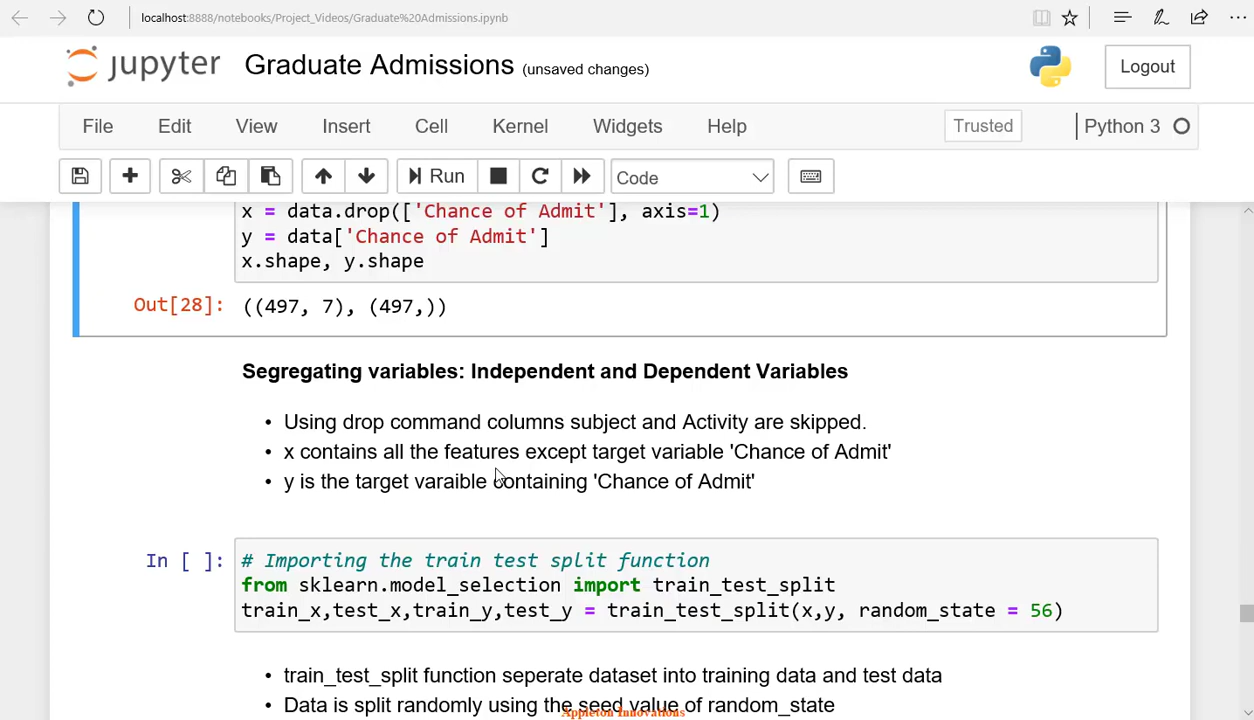 localhost:8888/notebooks/Project_Videos/Graduate%20Admissions.ipynb
jupyter Graduate Admissions (unsaved changes) Logout
File Edit View Insert Cell Kernel Widgets Help Trusted Python 3
Run Code
x = data.drop(['Chance of Admit'], axis=1)
y = data['Chance of Admit']
x.shape, y.shape
Out[28]: ((497, 7), (497,))
Segregating variables: Independent and Dependent Variables
• Using drop command columns subject and Activity are skipped.
• x contains all the features except target variable 'Chance of Admit'
• y is the target varaible containing 'Chance of Admit'
In [ ]: # Importing the train test split function
from sklearn.model_selection import train_test_split
train_x,test_x,train_y,test_y = train_test_split(x,y, random_state = 56)
• train_test_split function seperate dataset into training data and test data
• Data is split randomly using the seed value of random_state
Appleton Innovations